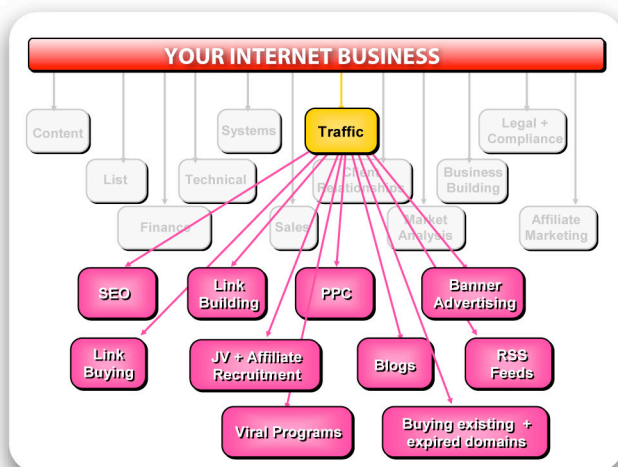 YOUR INTERNET BUSINESS
Content
Systems
Traffic
Legal +
Compliance
List
Technical
Client
Relationships
Business
Building
Finance
Sales
Market
Analysis
Affiliate
Marketing
SEO
Link
Building
PPC
Banner
Advertising
Link
Buying
JV + Affiliate
Recruitment
Blogs
RSS
Feeds
Viral Programs
Buying existing +
expired domains